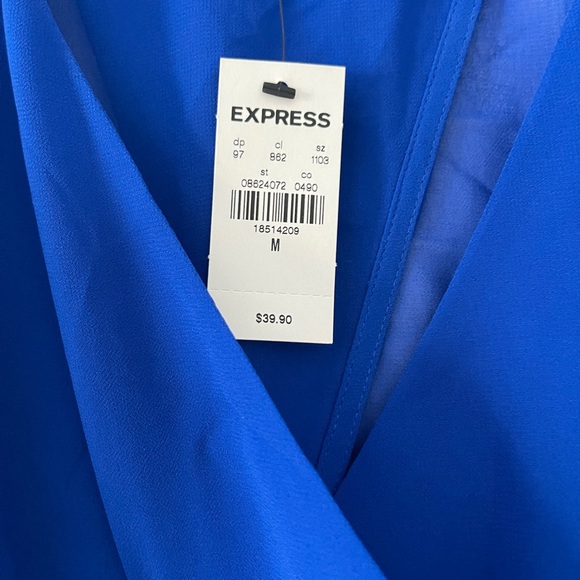 EXPRESS
dp cl sz
97 862 1103
st co
08624072 0490
18514209
M
$39.90